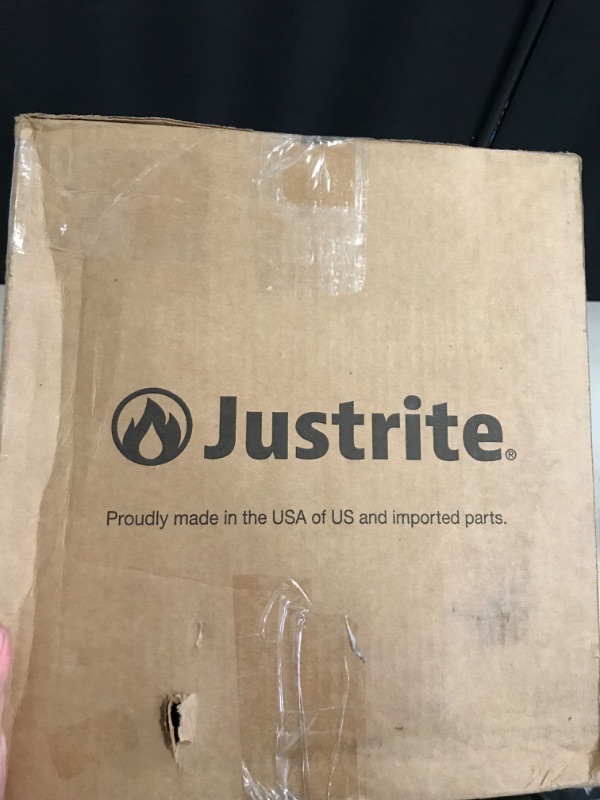 Justrite®
Proudly made in the USA of US and imported parts.